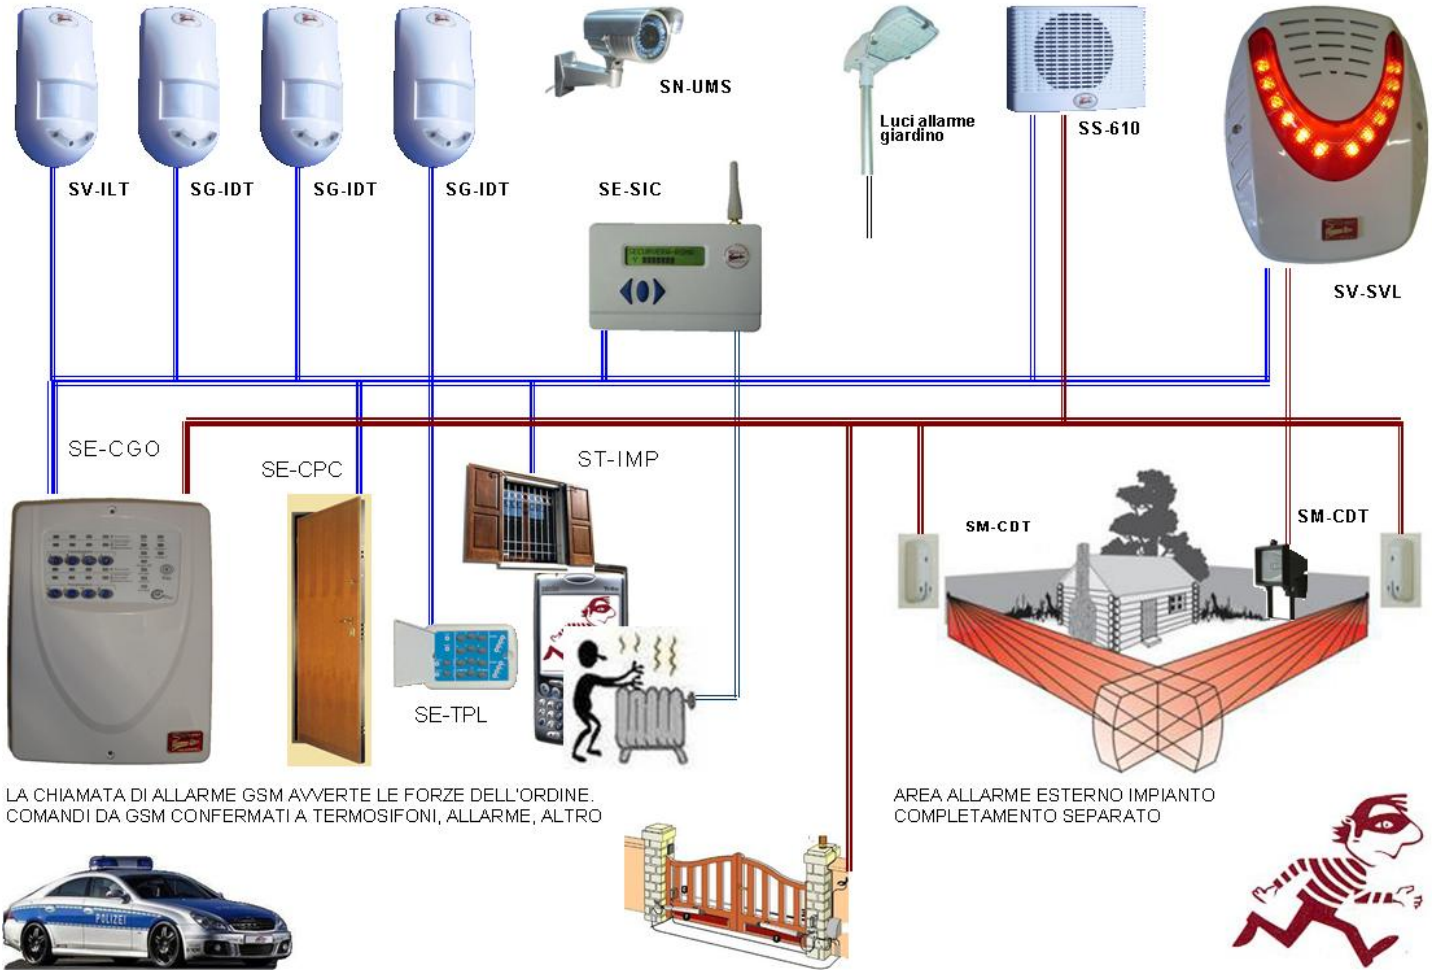 SN-UMS
Luci allarme
giardino
SS-610
SV-ILT
SG-IDT
SG-IDT
SG-IDT
SE-SIC
SV-SVL
SE-CGO
SE-CPC
ST-IMP
SM-CDT
SM-CDT
SE-TPL
LA CHIAMATA DI ALLARME GSM AVVERTE LE FORZE DELL'ORDINE.
COMANDI DA GSM CONFERMATI A TERMOSIFONI, ALLARME, ALTRO
AREA ALLARME ESTERNO IMPIANTO
COMPLETAMENTO SEPARATO
POLIZEI